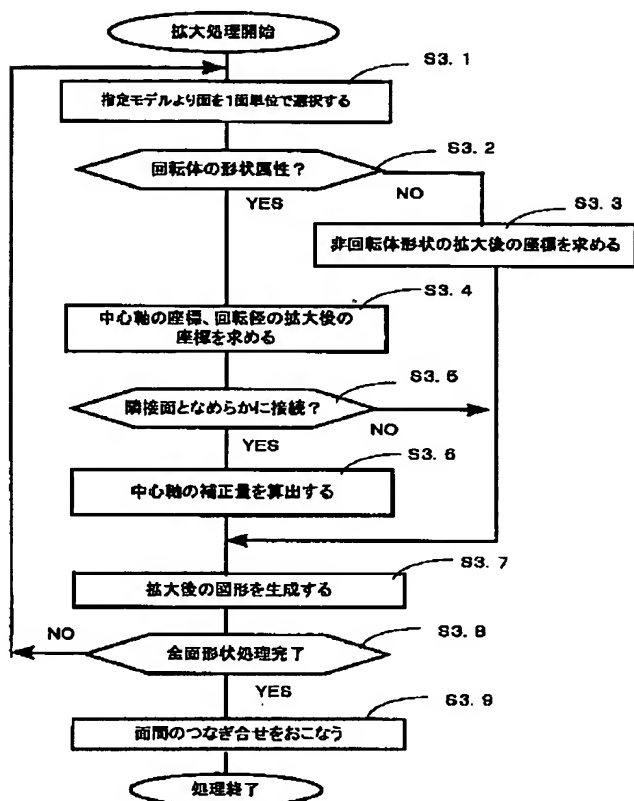 拡大処理開始
S3. 1
指定モデルより面を1面単位で選択する
S3. 2
回転体の形状属性?
NO
YES
S3. 3
非回転体形状の拡大後の座標を求める
S3. 4
中心軸の座標、回転径の拡大後の
座標を求める
S3. 5
隣接面となめらかに接続?
NO
YES
S3. 6
中心軸の補正量を算出する
S3. 7
拡大後の図形を生成する
S3. 8
NO
全面形状処理完了
YES
S3. 9
面間のつなぎ合せをおこなう
処理終了